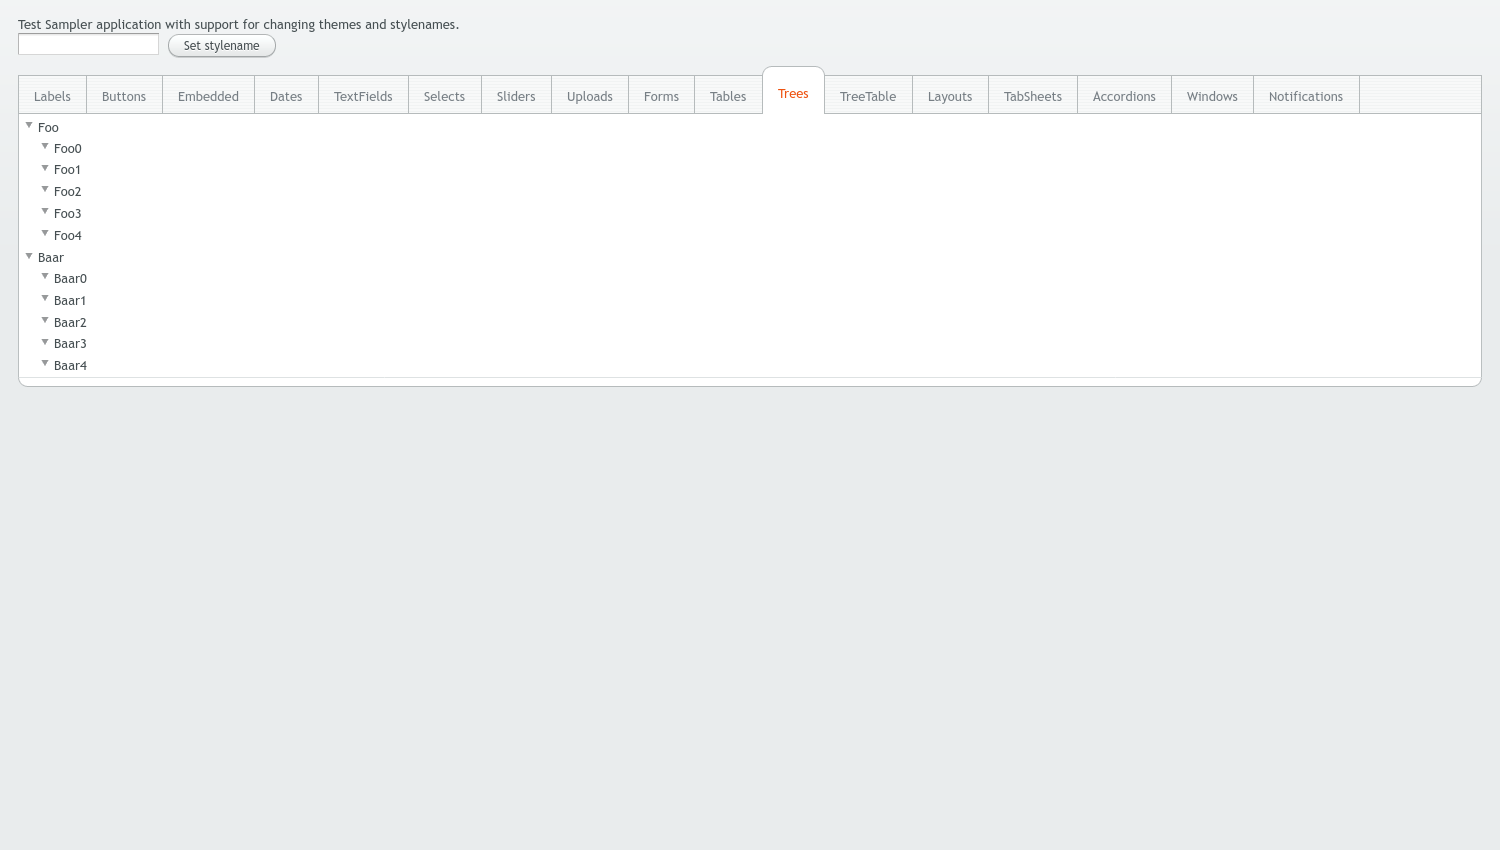 Test Sampler application with support for changing themes and stylenames.
Set stylename
Labels Buttons Embedded Dates TextFields Selects Sliders Uploads Forms Tables Trees TreeTable Layouts TabSheets Accordions Windows Notifications
Foo
Foo0
Foo1
Foo2
Foo3
Foo4
Baar
Baar0
Baar1
Baar2
Baar3
Baar4